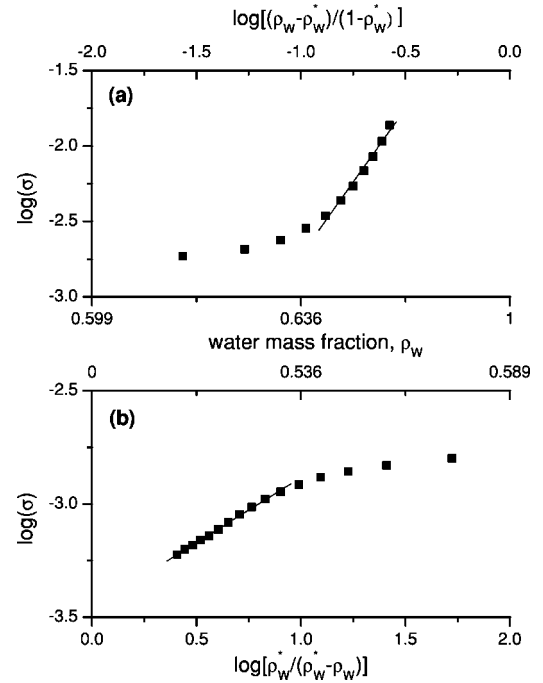 log[(ρw-ρw*)/(1-ρw*)]
-2.0 -1.5 -1.0 -0.5 0.0
-1.5
(a)
-2.0
log(σ)
-2.5
-3.0
0.599 0.636 1
water mass fraction, ρw
0 0.536 0.589
-2.5
(b)
log(σ)
-3.0
-3.5
0.0 0.5 1.0 1.5 2.0
log[ρw*/(ρw*-ρw)]